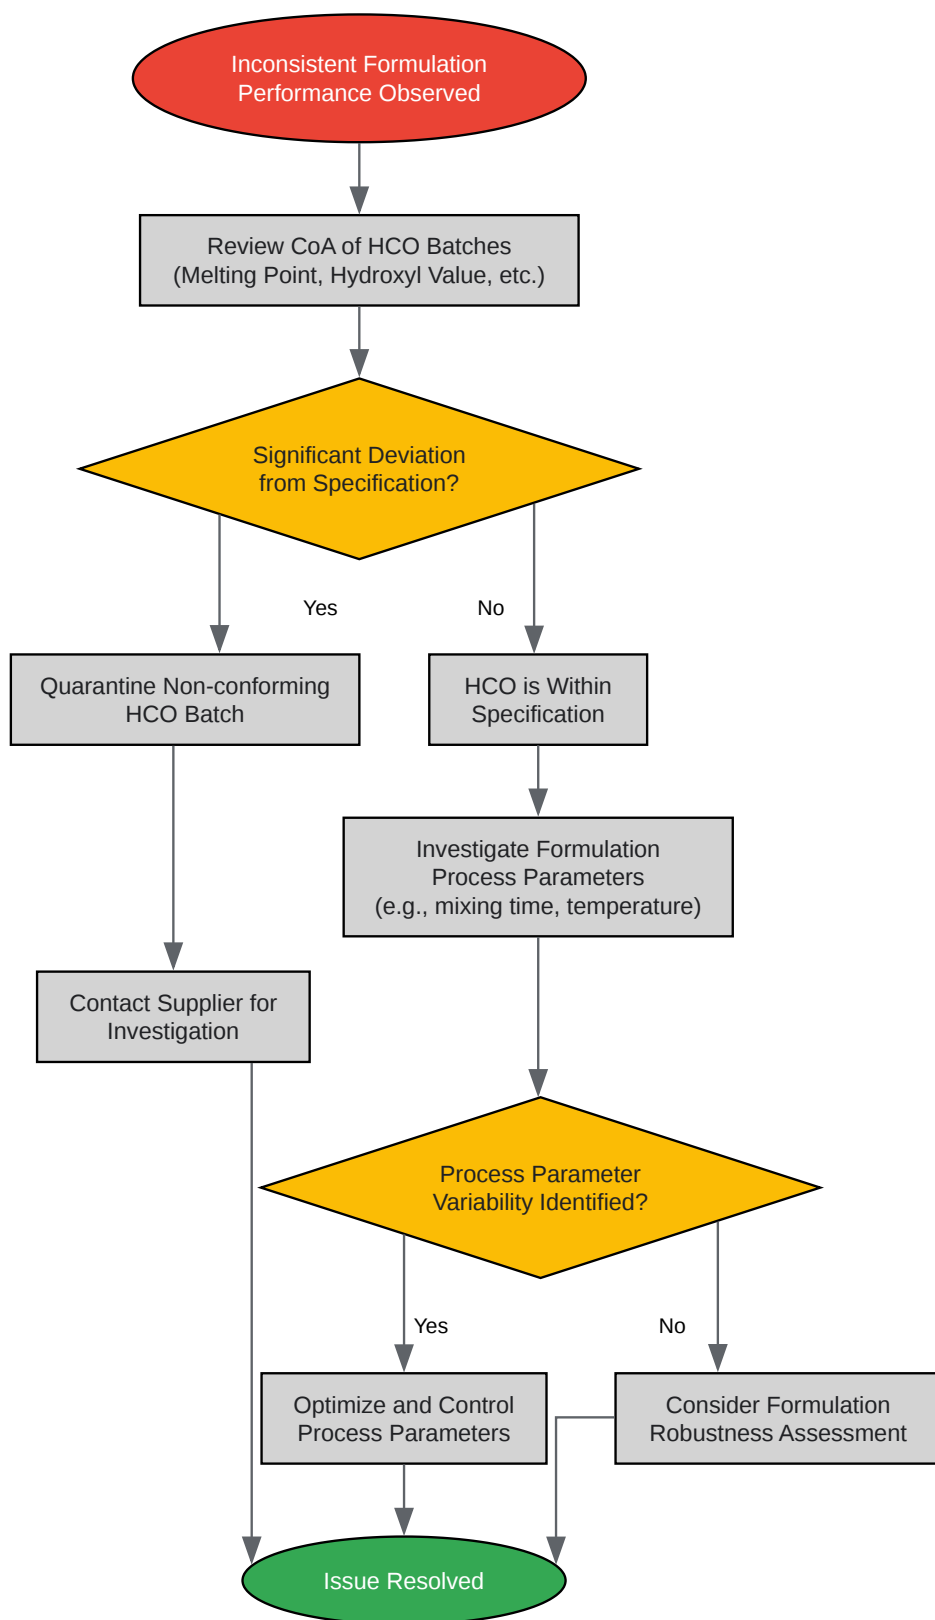 Inconsistent Formulation
Performance Observed
Review CoA of HCO Batches
(Melting Point, Hydroxyl Value, etc.)
Significant Deviation
from Specification?
Yes
No
Quarantine Non-conforming
HCO Batch
HCO is Within
Specification
Investigate Formulation
Process Parameters
(e.g., mixing time, temperature)
Contact Supplier for
Investigation
Process Parameter
Variability Identified?
Yes
No
Optimize and Control
Process Parameters
Consider Formulation
Robustness Assessment
Issue Resolved